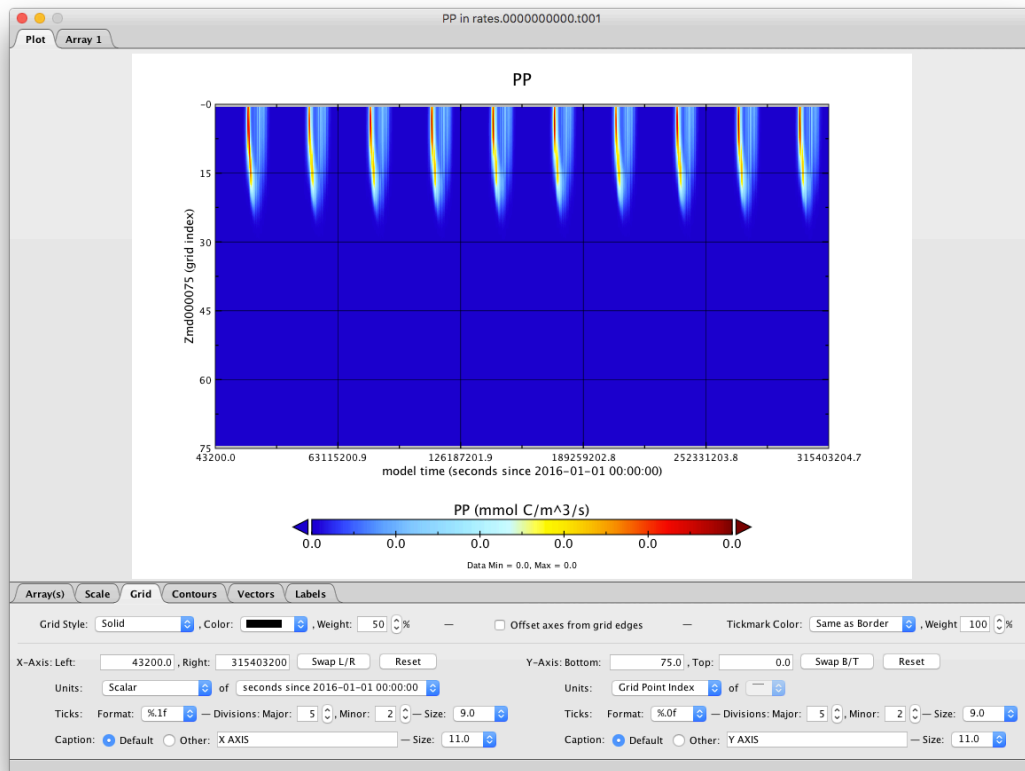 PP in rates.0000000000.t001
Plot Array 1
PP
-0
15
30
45
60
75
Zmd000075 (grid index)
43200.0 63115200.9 126187201.9 189259202.8 252331203.8 315403204.7
model time (seconds since 2016-01-01 00:00:00)
PP (mmol C/m^3/s)
0.0 0.0 0.0 0.0 0.0 0.0
Data Min = 0.0, Max = 0.0
Array(s) Scale Grid Contours Vectors Labels
Grid Style: Solid , Color: , Weight: 50 % — Offset axes from grid edges — Tickmark Color: Same as Border , Weight 100 %
X-Axis: Left: 43200.0 , Right: 315403200 Swap L/R Reset Y-Axis: Bottom: 75.0 , Top: 0.0 Swap B/T Reset
Units: Scalar of seconds since 2016-01-01 00:00:00 Units: Grid Point Index of
Ticks: Format: %.1f — Divisions: Major: 5 , Minor: 2 — Size: 9.0 Ticks: Format: %.0f — Divisions: Major: 5 , Minor: 2 — Size: 9.0
Caption: Default Other: X AXIS — Size: 11.0 Caption: Default Other: Y AXIS — Size: 11.0